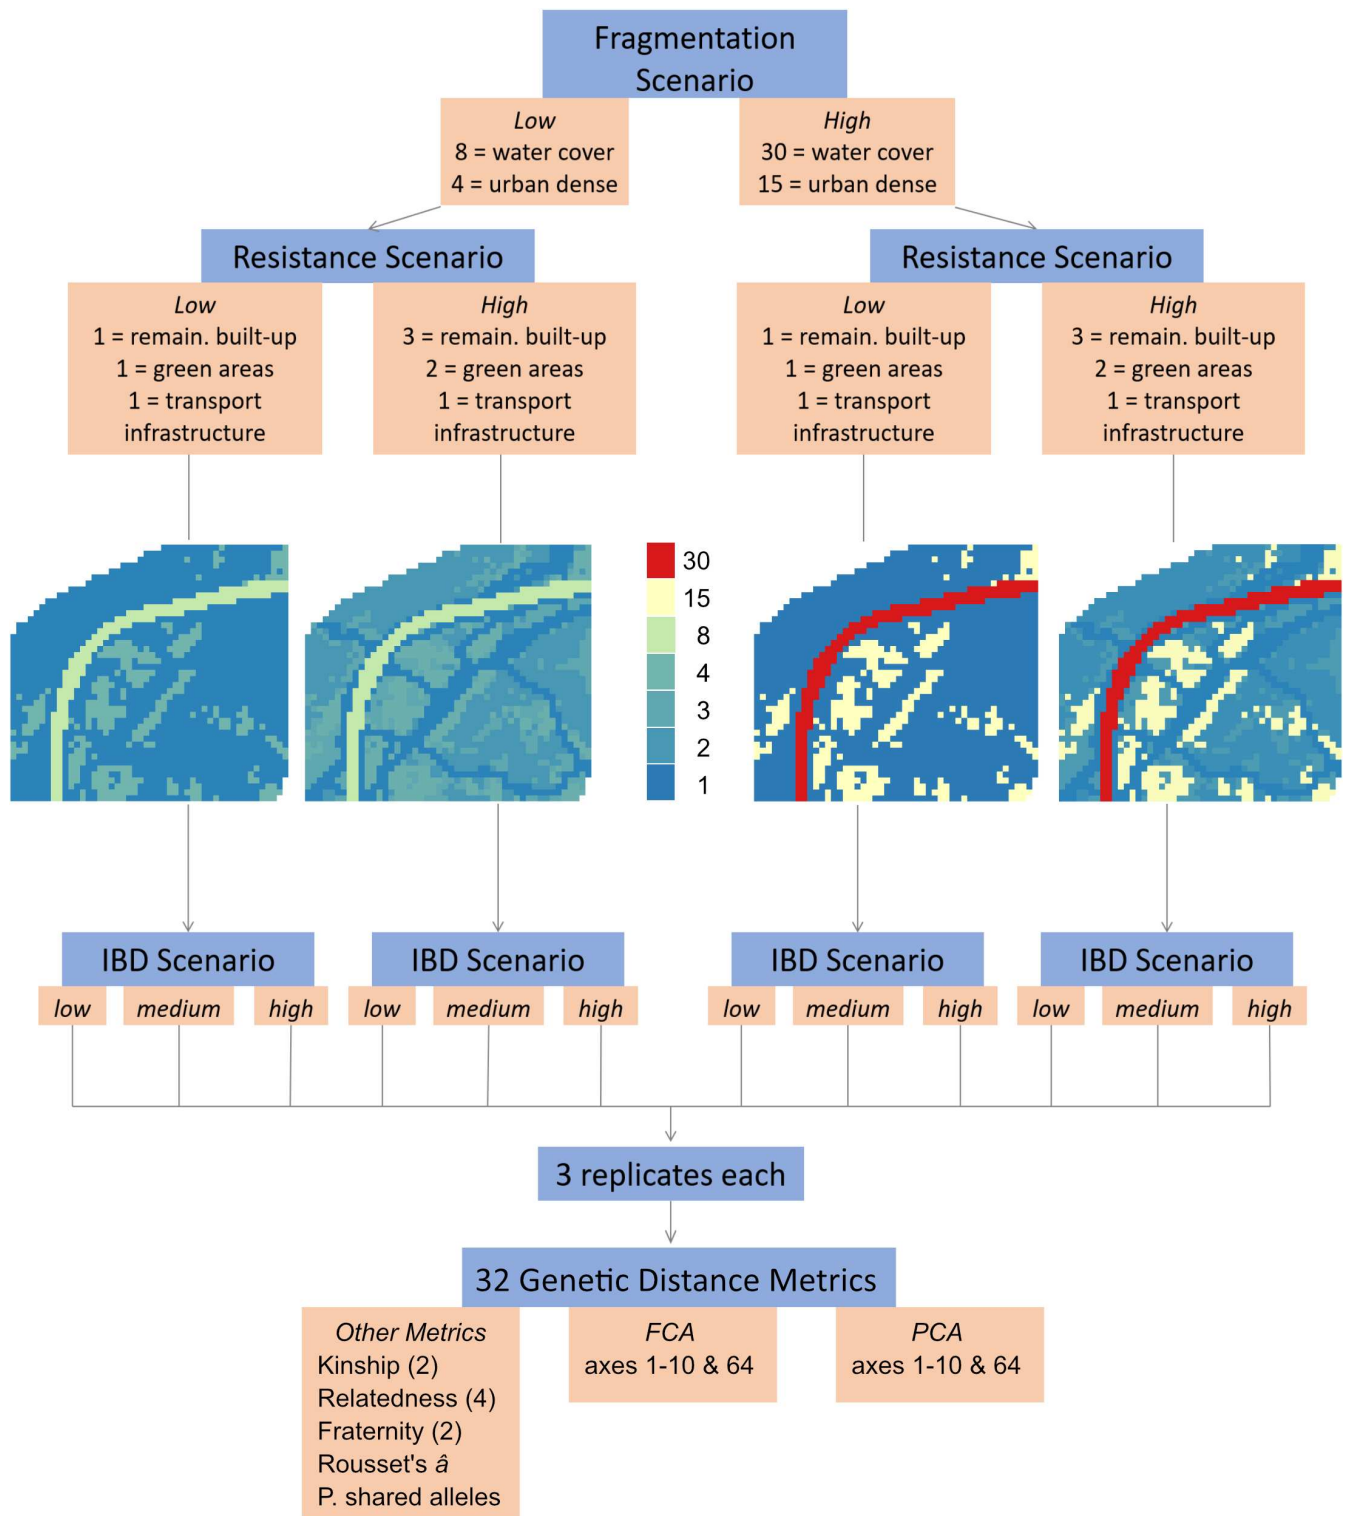 Fragmentation
Scenario
Low
8 = water cover
4 = urban dense
High
30 = water cover
15 = urban dense
Resistance Scenario
Low
1 = remain. built-up
1 = green areas
1 = transport
infrastructure
High
3 = remain. built-up
2 = green areas
1 = transport
infrastructure
Resistance Scenario
Low
1 = remain. built-up
1 = green areas
1 = transport
infrastructure
High
3 = remain. built-up
2 = green areas
1 = transport
infrastructure
30
15
8
4
3
2
1
IBD Scenario
low medium high
IBD Scenario
low medium high
IBD Scenario
low medium high
IBD Scenario
low medium high
3 replicates each
32 Genetic Distance Metrics
Other Metrics
Kinship (2)
Relatedness (4)
Fraternity (2)
Rousset's â
P. shared alleles
FCA
axes 1-10 & 64
PCA
axes 1-10 & 64